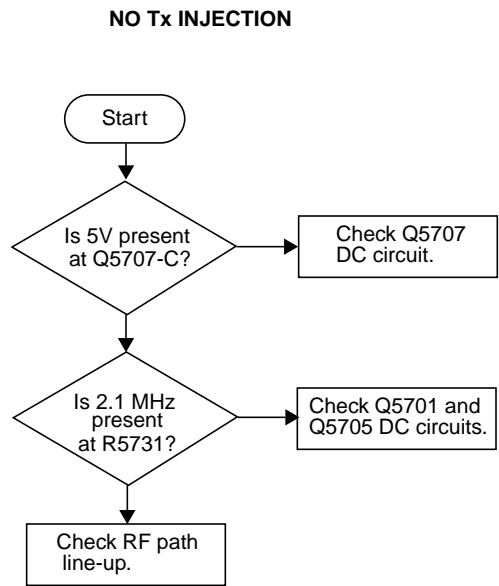 NO Tx INJECTION
Start
Is 5V present
at Q5707-C?
Check Q5707
DC circuit.
Is 2.1 MHz
present
at R5731?
Check Q5701 and
Q5705 DC circuits.
Check RF path
line-up.